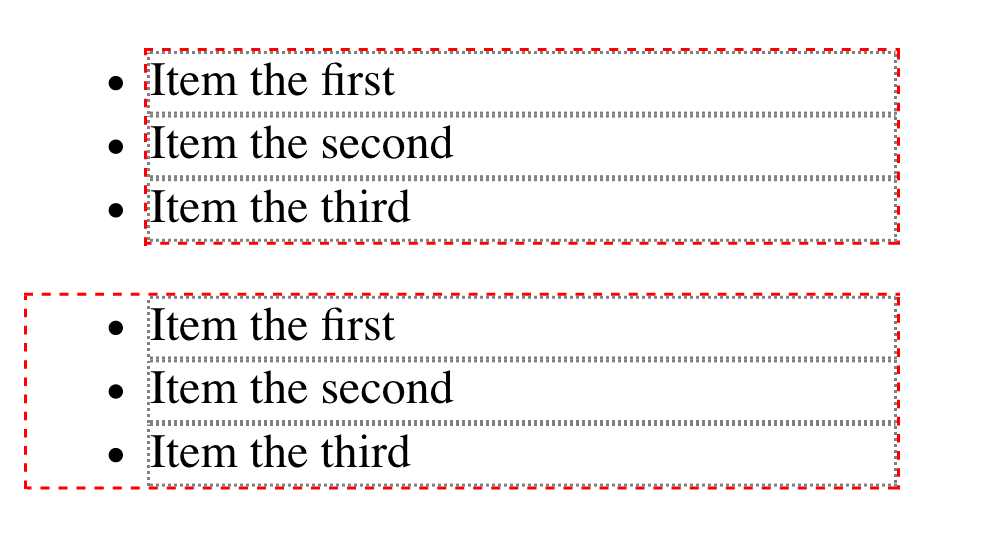 • Item the first
• Item the second
• Item the third
• Item the first
• Item the second
• Item the third